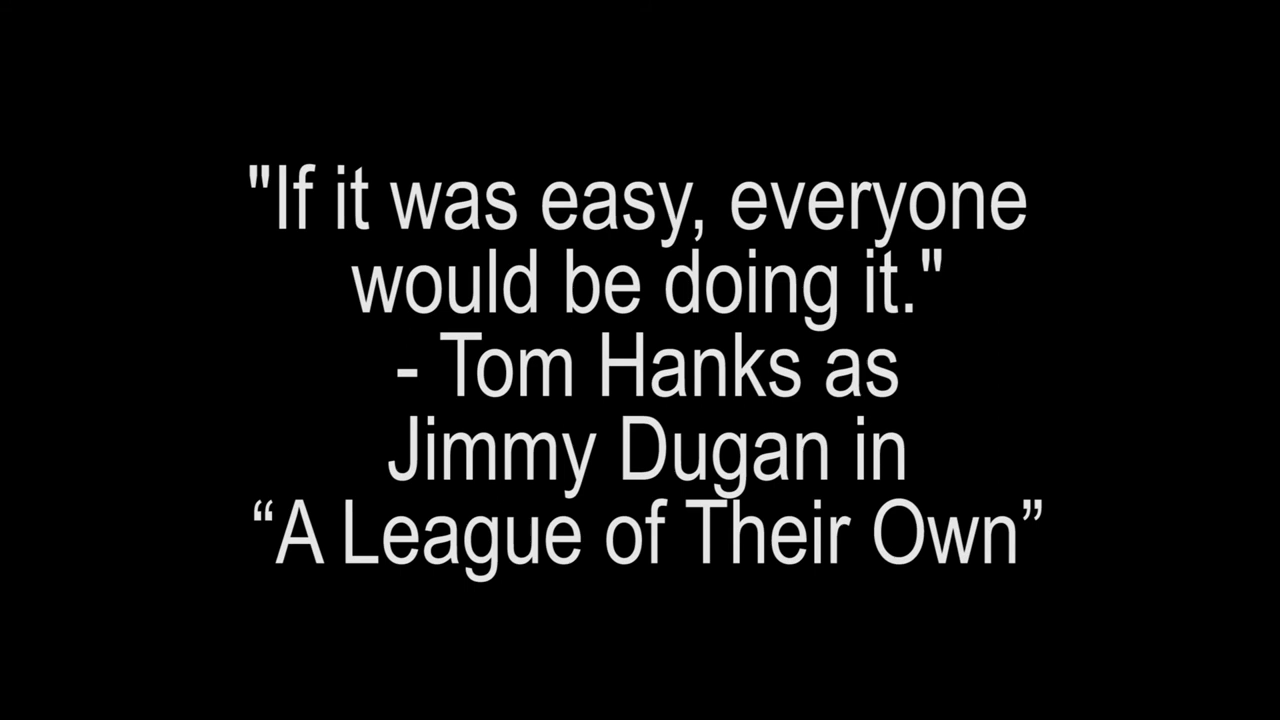 "If it was easy, everyone
would be doing it."
- Tom Hanks as
Jimmy Dugan in
“A League of Their Own”